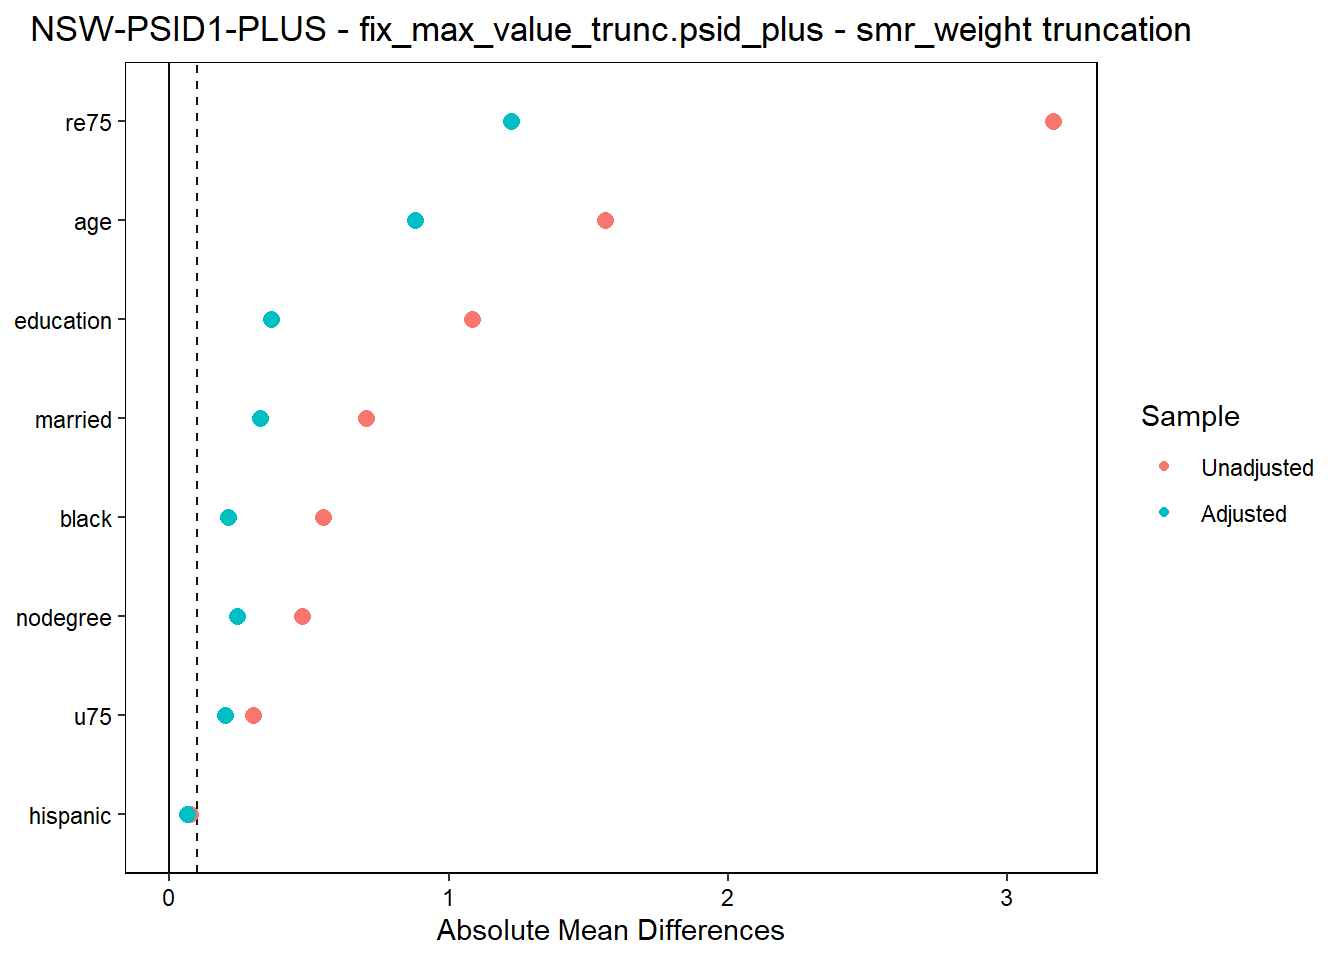 NSW-PSID1-PLUS - fix_max_value_trunc.psid_plus - smr_weight truncation
re75
age
education
married
black
nodegree
u75
hispanic
0 1 2 3
Absolute Mean Differences
Sample
Unadjusted
Adjusted